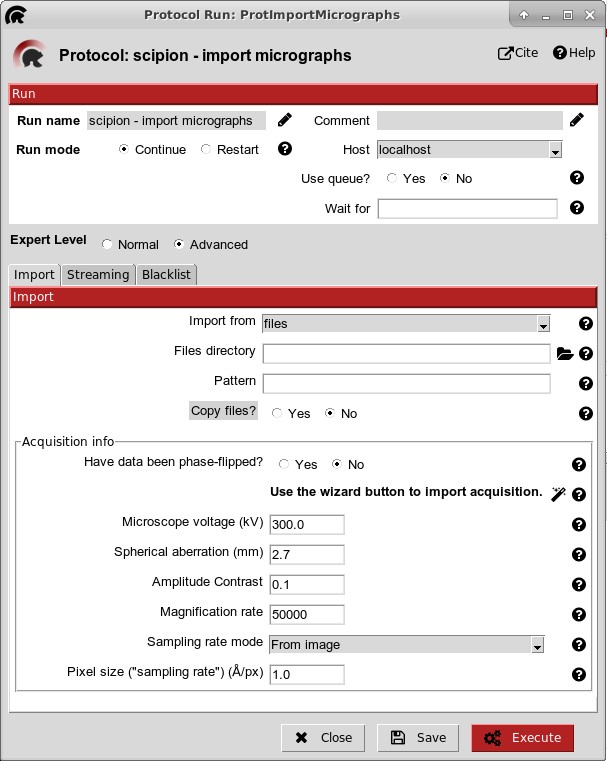 Protocol Run: ProtImportMicrographs
Protocol: scipion - import micrographs
Cite
Help
Run
Run name scipion - import micrographs Comment
Run mode Continue Restart Host localhost
Use queue? Yes No
Wait for
Expert Level Normal Advanced
Import Streaming Blacklist
Import
Import from files
Files directory
Pattern
Copy files? Yes No
Acquisition info
Have data been phase-flipped? Yes No
Use the wizard button to import acquisition.
Microscope voltage (kV) 300.0
Spherical aberration (mm) 2.7
Amplitude Contrast 0.1
Magnification rate 50000
Sampling rate mode From image
Pixel size ("sampling rate") (Å/px) 1.0
Close Save Execute